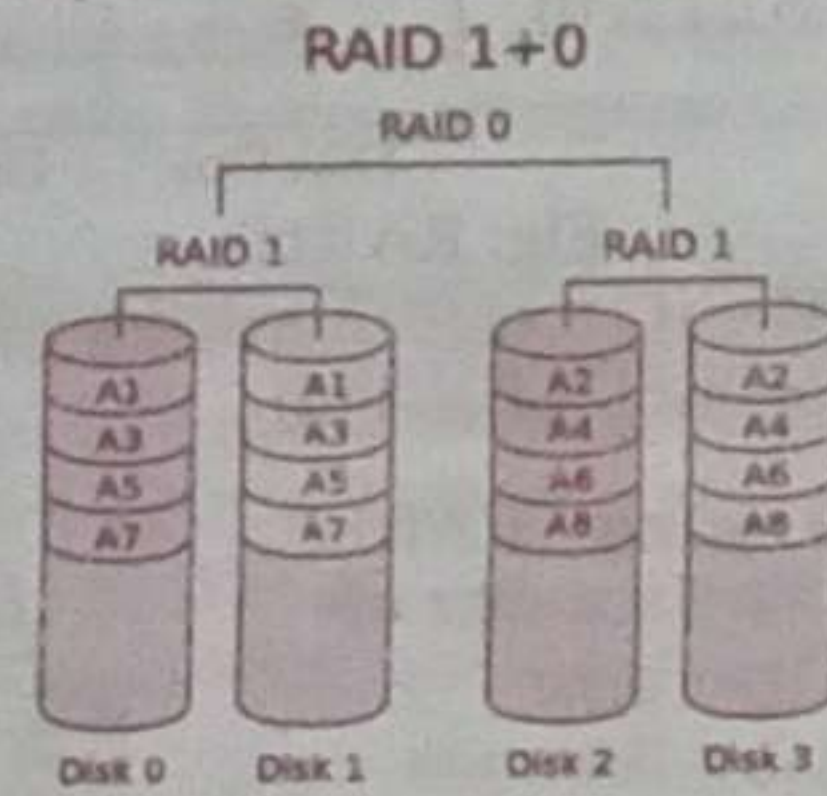 RAID 1+0
RAID 0
RAID 1 RAID 1
A1 A1 A2 A2
A3 A3 A4 A4
A5 A5 A6 A6
A7 A7 A8 A8
Disk 0 Disk 1 Disk 2 Disk 3